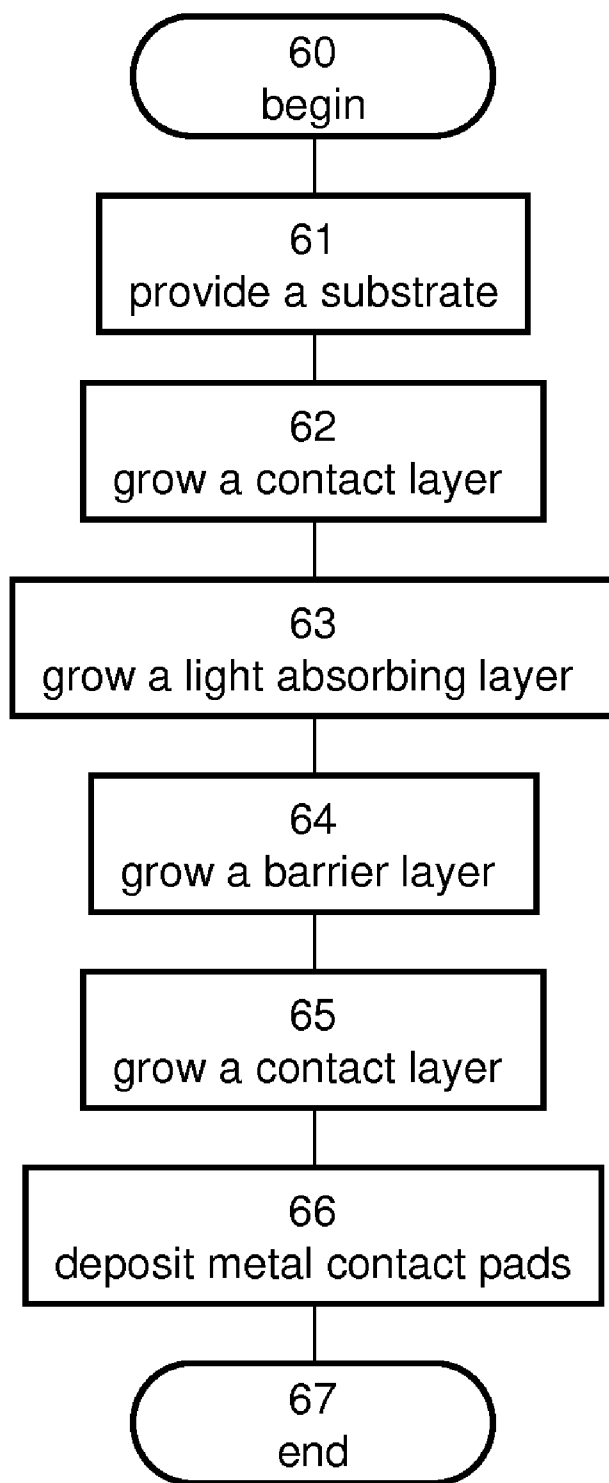 60
begin
61
provide a substrate
62
grow a contact layer
63
grow a light absorbing layer
64
grow a barrier layer
65
grow a contact layer
66
deposit metal contact pads
67
end